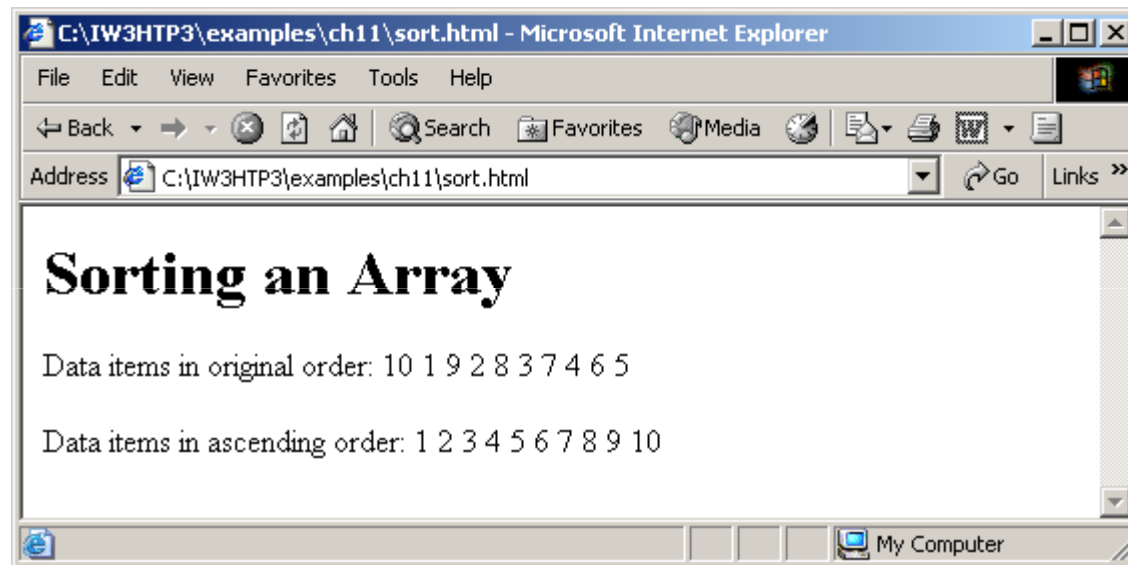 C:\IW3HTP3\examples\ch11\sort.html - Microsoft Internet Explorer
File Edit View Favorites Tools Help
Back Search Favorites Media
Address C:\IW3HTP3\examples\ch11\sort.html Go Links »
Sorting an Array
Data items in original order: 10 1 9 2 8 3 7 4 6 5
Data items in ascending order: 1 2 3 4 5 6 7 8 9 10
My Computer